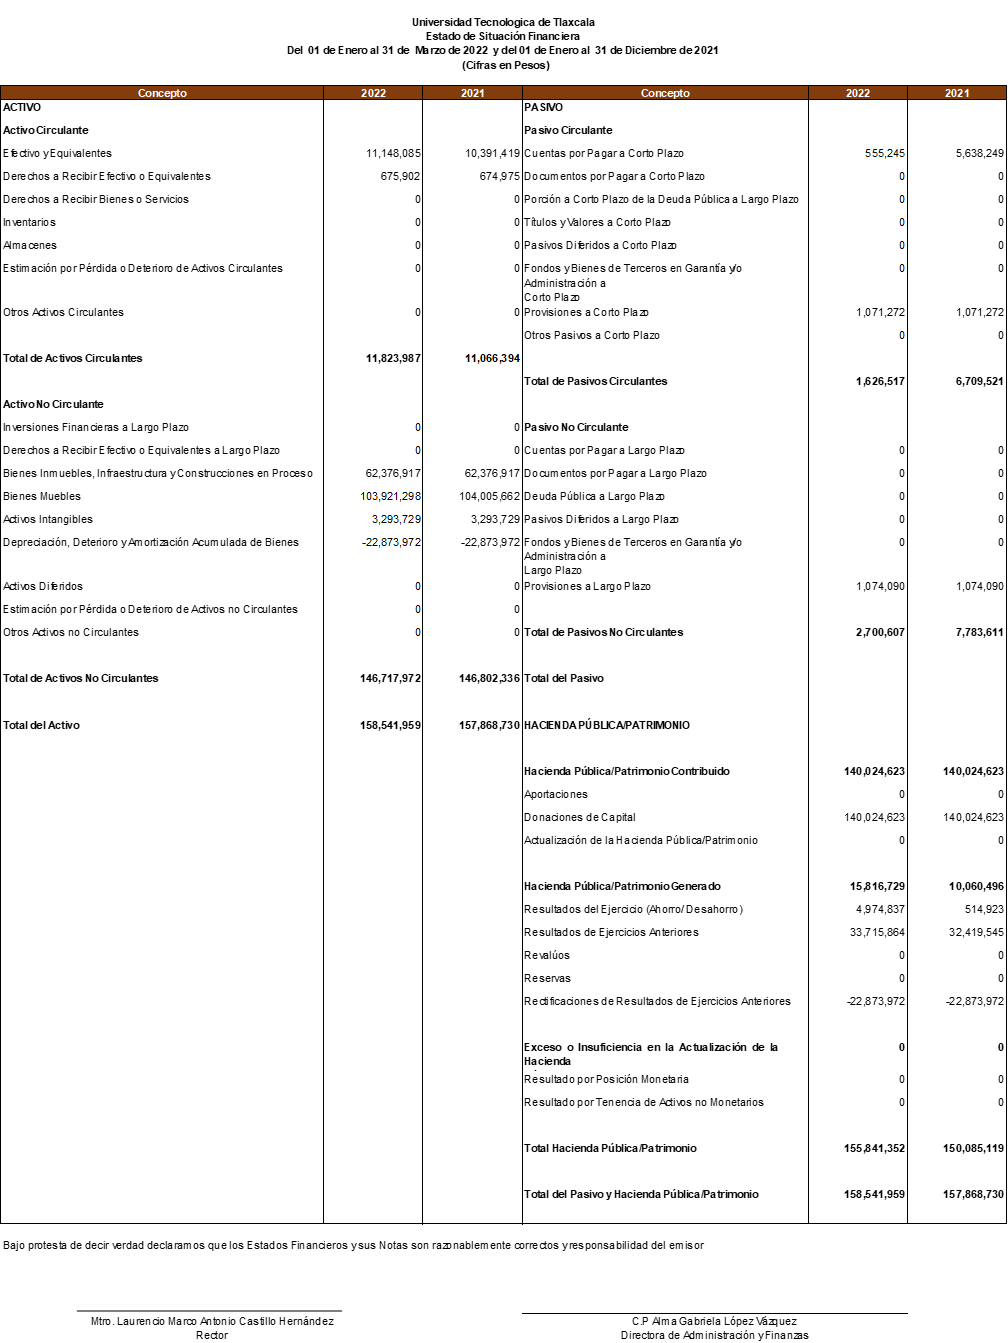 Universidad Tecnologica de Tlaxcala
Estado de Situación Financiera
Del 01 de Enero al 31 de Marzo de 2022 y del 01 de Enero al 31 de Diciembre de 2021
(Cifras en Pesos)
Concepto 2022 2021 Concepto 2022 2021
ACTIVO PASIVO
Activo Circulante Pasivo Circulante
Efectivo y Equivalentes 11,148,085 10,391,419 Cuentas por Pagar a Corto Plazo 555,245 5,638,249
Derechos a Recibir Efectivo o Equivalentes 675,902 674,975 Documentos por Pagar a Corto Plazo 0 0
Derechos a Recibir Bienes o Servicios 0 0 Porción a Corto Plazo de la Deuda Pública a Largo Plazo 0 0
Inventarios 0 0 Títulos y Valores a Corto Plazo 0 0
Almacenes 0 0 Pasivos Diferidos a Corto Plazo 0 0
Estimación por Pérdida o Deterioro de Activos Circulantes 0 0 Fondos y Bienes de Terceros en Garantía y/o 0 0
Administración a
Corto Plazo
Otros Activos Circulantes 0 0 Provisiones a Corto Plazo 1,071,272 1,071,272
Otros Pasivos a Corto Plazo 0 0
Total de Activos Circulantes 11,823,987 11,066,394
Total de Pasivos Circulantes 1,626,517 6,709,521
Activo No Circulante
Inversiones Financieras a Largo Plazo 0 0 Pasivo No Circulante
Derechos a Recibir Efectivo o Equivalentes a Largo Plazo 0 0 Cuentas por Pagar a Largo Plazo 0 0
Bienes Inmuebles, Infraestructura y Construcciones en Proceso 62,376,917 62,376,917 Documentos por Pagar a Largo Plazo 0 0
Bienes Muebles 103,921,298 104,005,662 Deuda Pública a Largo Plazo 0 0
Activos Intangibles 3,293,729 3,293,729 Pasivos Diferidos a Largo Plazo 0 0
Depreciación, Deterioro y Amortización Acumulada de Bienes -22,873,972 -22,873,972 Fondos y Bienes de Terceros en Garantía y/o 0 0
Administración a
Largo Plazo
Activos Diferidos 0 0 Provisiones a Largo Plazo 1,074,090 1,074,090
Estimación por Pérdida o Deterioro de Activos no Circulantes 0 0
Otros Activos no Circulantes 0 0 Total de Pasivos No Circulantes 2,700,607 7,783,611
Total de Activos No Circulantes 146,717,972 146,802,336 Total del Pasivo
Total del Activo 158,541,959 157,868,730 HACIENDA PÚBLICA/PATRIMONIO
Hacienda Pública/Patrimonio Contribuido 140,024,623 140,024,623
Aportaciones 0 0
Donaciones de Capital 140,024,623 140,024,623
Actualización de la Hacienda Pública/Patrimonio 0 0
Hacienda Pública/Patrimonio Generado 15,816,729 10,060,496
Resultados del Ejercicio (Ahorro/ Desahorro) 4,974,837 514,923
Resultados de Ejercicios Anteriores 33,715,864 32,419,545
Revalúos 0 0
Reservas 0 0
Rectificaciones de Resultados de Ejercicios Anteriores -22,873,972 -22,873,972
Exceso o Insuficiencia en la Actualización de la 0 0
Hacienda
Resultado por Posición Monetaria 0 0
Resultado por Tenencia de Activos no Monetarios 0 0
Total Hacienda Pública/Patrimonio 155,841,352 150,085,119
Total del Pasivo y Hacienda Pública/Patrimonio 158,541,959 157,868,730
Bajo protesta de decir verdad declaramos que los Estados Financieros y sus Notas son razonablemente correctos y responsabilidad del emisor
Mtro. Laurencio Marco Antonio Castillo Hernández C.P Alma Gabriela López Vázquez
Rector Directora de Administración y Finanzas